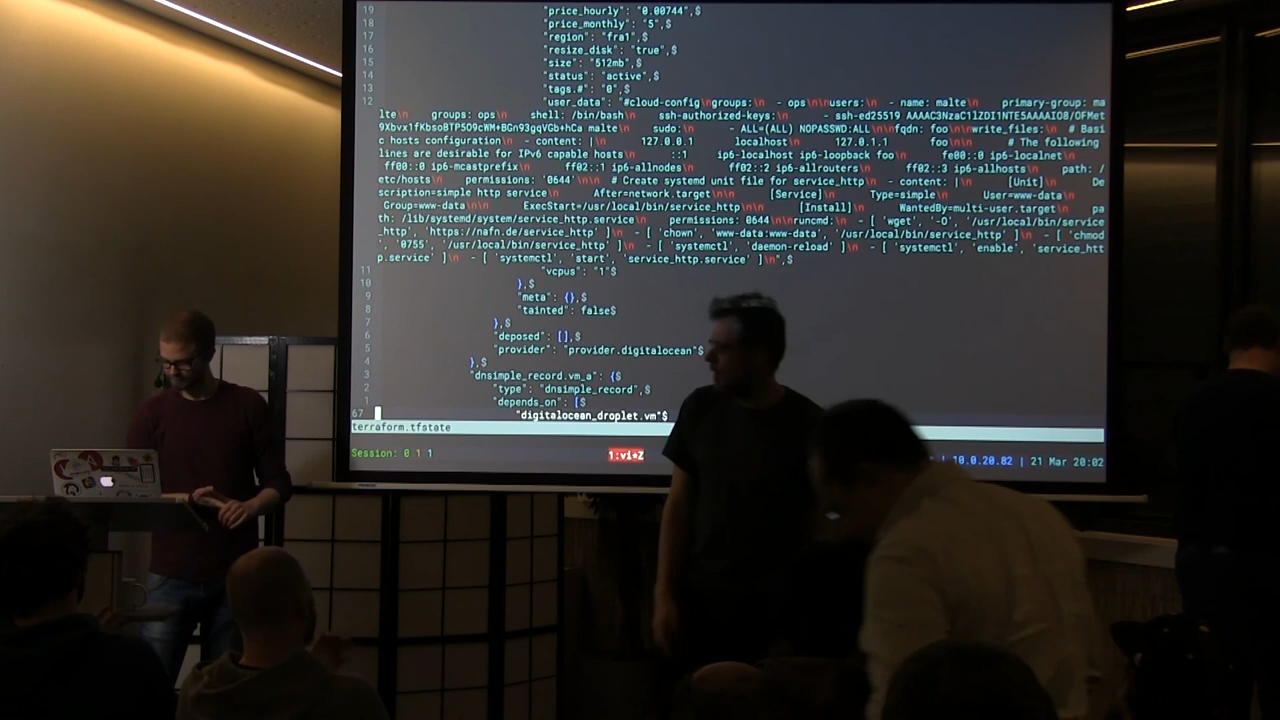 19 "price_hourly": "0.00744",$
18 "price_monthly": "5",$
17 "region": "fra1",$
16 "resize_disk": "true",$
15 "size": "512mb",$
14 "status": "active",$
13 "tags.#": "0",$
12 "user_data": "#cloud-config\ngroups:\n - ops\n\nusers:\n - name: malte\n primary-group: ma
lte\n groups: ops\n shell: /bin/bash\n ssh-authorized-keys:\n - ssh-ed25519
c hosts configuration\n - content: |\n 127.0.0.1 localhost\n 127.0.1.1 foo\n\n # The following
lines are desirable for IPv6 capable hosts\n ::1 ip6-localhost ip6-loopback foo\n fe00::0 ip6-localnet\n
ff00::0 ip6-mcastprefix\n ff02::1 ip6-allnodes\n ff02::2 ip6-allrouters\n ff02::3 ip6-allhosts\n path: /
etc/hosts\n permissions: '0644'\n\n # Create systemd unit file for service_http\n - content: |\n [Unit]\n De
scription=simple http service\n After=network.target\n\n [Service]\n Type=simple\n User=www-data\n
Group=www-data\n\n ExecStart=/usr/local/bin/service_http\n\n [Install]\n WantedBy=multi-user.target\n pa
th: /lib/systemd/system/service_http.service\n permissions: 0644\n\nruncmd:\n - [ 'wget', '-O', '/usr/local/bin/service
_http', 'https://nafn.de/service_http' ]\n - [ 'chown', 'www-data:www-data', '/usr/local/bin/service_http' ]\n - [ 'chmod
', '0755', '/usr/local/bin/service_http' ]\n - [ 'systemctl', 'daemon-reload' ]\n - [ 'systemctl', 'enable', 'service_htt
p.service' ]\n - [ 'systemctl', 'start', 'service_http.service' ]\n",$
11 "vcpus": "1"$
10 },$
9 "meta": {},$
8 "tainted": false$
7 },$
6 "deposed": [],$
5 "provider": "provider.digitalocean"$
4 },$
3 "dnsimple_record.vm_a": {$
2 "type": "dnsimple_record",$
1 "depends_on": [$
67 "digitalocean_droplet.vm"$
terraform.tfstate
Session: 0 1 1 1:vi*Z | 10.0.20.82 | 21 Mar 20:02